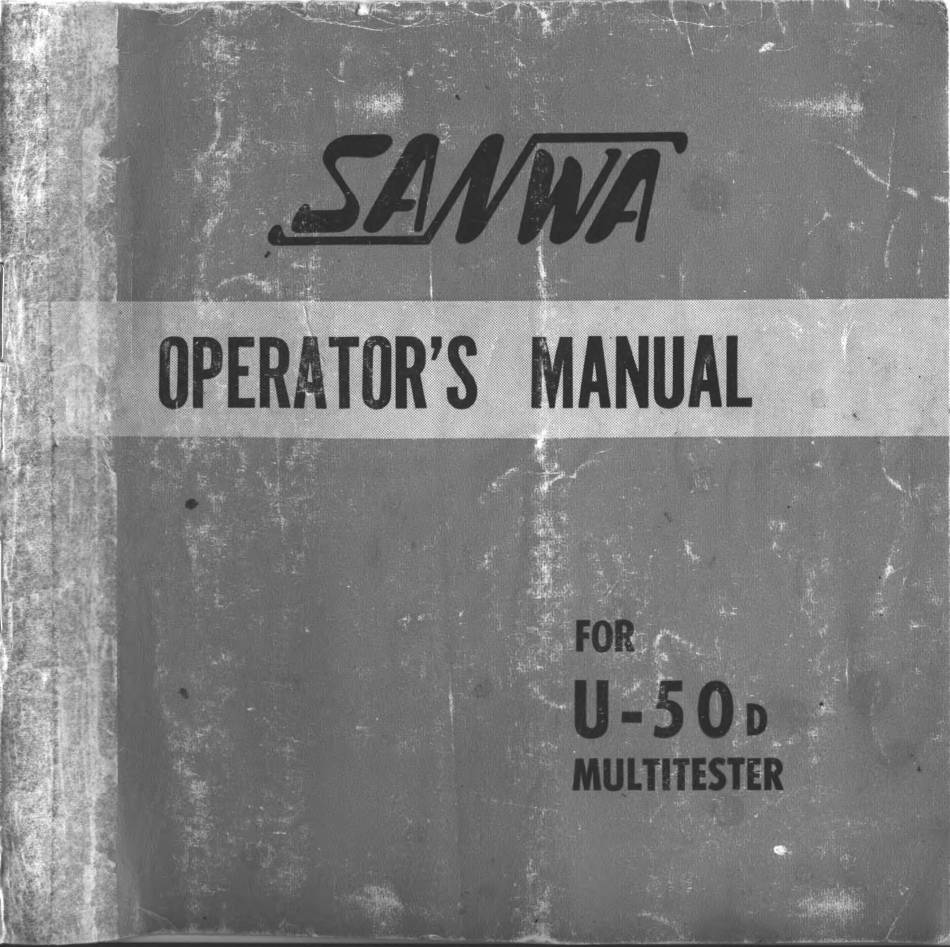 SANWA
OPERATOR'S MANUAL
FOR
U-50D
MULTITESTER